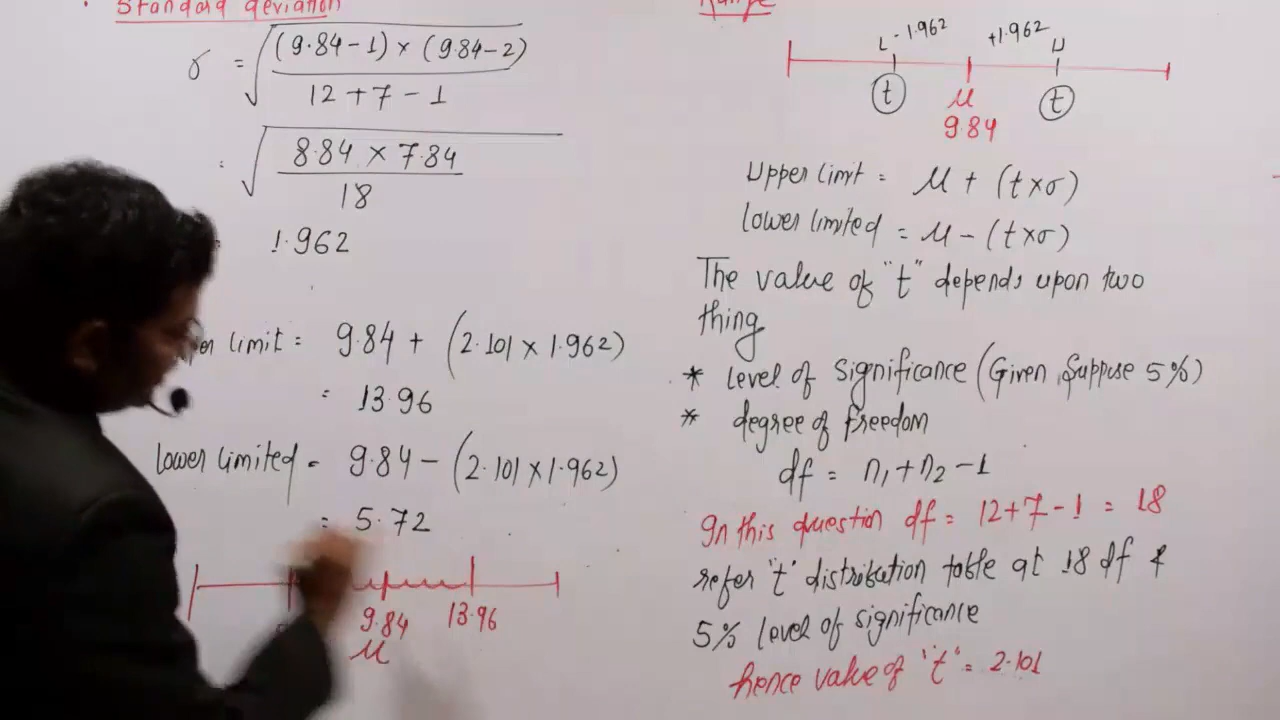 Standard deviation
σ = √(9.84-1) × (9.84-2)
12 + 7 - 1
= √8.84 × 7.84
18
1.962
limit = 9.84 + (2.101 × 1.962)
= 13.96
Lower limited = 9.84 - (2.101 × 1.962)
= 5.72
9.84
13.96
μ
Range
L -1.962 +1.962 U
t μ t
9.84
Upper limit = μ + (t×σ)
Lower limited = μ - (t×σ)
The value of "t" depends upon two
thing
* level of significance (Given, Suppose 5%)
* degree of freedom
df = n₁+n₂-1
In this question df = 12+7-1 = 18
refer 't' distribution table at 18 df &
5% level of significance
hence value of "t" = 2.101